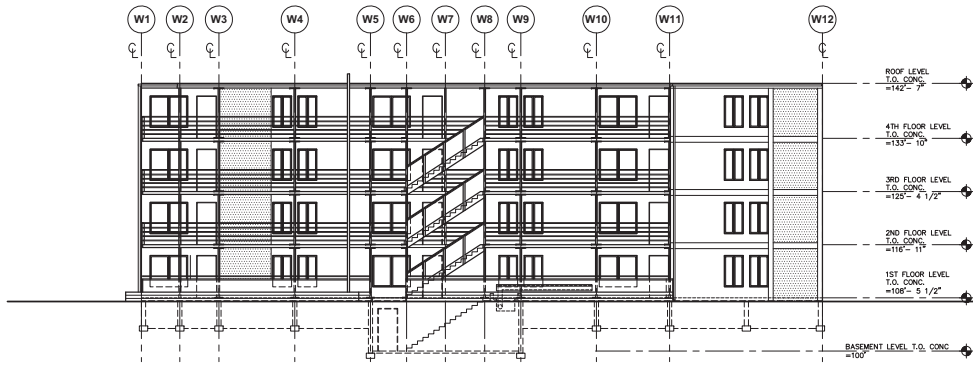 W1 W2 W3 W4 W5 W6 W7 W8 W9 W10 W11 W12
℄ ℄ ℄ ℄ ℄ ℄ ℄ ℄ ℄ ℄ ℄
ROOF LEVEL
T.O. CONC.
=142'- 7"
4TH FLOOR LEVEL
T.O. CONC.
=133'- 10"
3RD FLOOR LEVEL
T.O. CONC.
=125'- 4 1/2"
2ND FLOOR LEVEL
T.O. CONC.
=116'- 11"
1ST FLOOR LEVEL
T.O. CONC.
=108'- 5 1/2"
BASEMENT LEVEL T.O. CONC
=100'